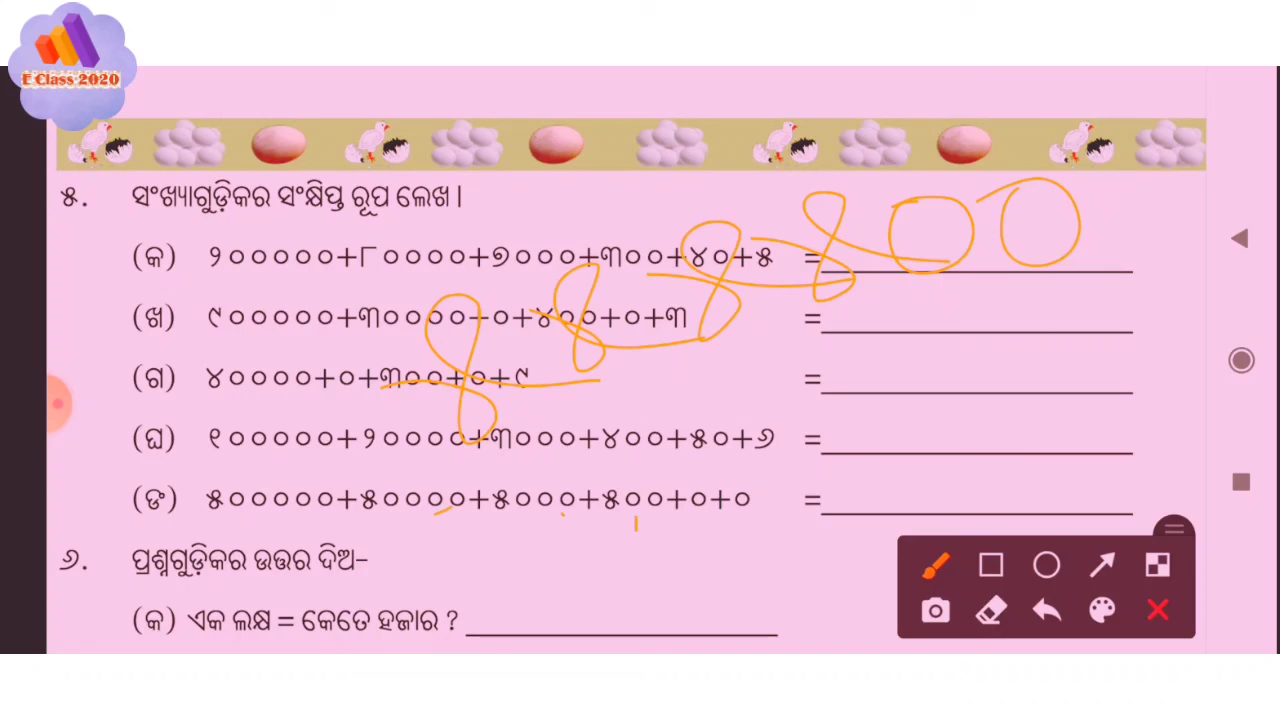 E Class 2020
୫. ସଂଖ୍ୟାଗୁଡ଼ିକର ସଂକ୍ଷିପ୍ତ ରୂପ ଲେଖ ।
(କ) ୨୦୦୦୦୦+୮୦୦୦୦+୭୦୦୦+୩୦୦+୪୦+୫ =
(ଖ) ୯୦୦୦୦୦+୩୦୦୦୦+୦+୪୦୦+୦+୩ =
(ଗ) ୪୦୦୦୦+୦+୩୦୦+୦+୯ =
(ଘ) ୧୦୦୦୦୦+୨୦୦୦୦+୩୦୦୦+୪୦୦+୫୦+୬ =
(ଙ) ୫୦୦୦୦୦+୫୦୦୦୦+୫୦୦୦+୫୦୦+୦+୦ =
୬. ପ୍ରଶ୍ନଗୁଡ଼ିକର ଉତ୍ତର ଦିଅ-
(କ) ଏକ ଲକ୍ଷ = କେତେ ହଜାର ?